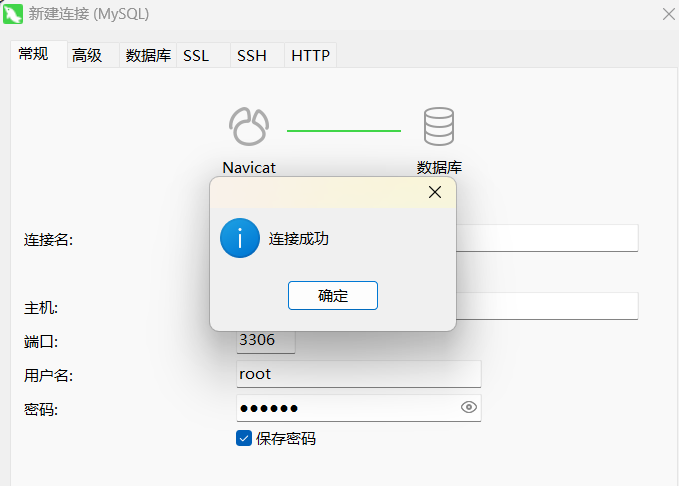 新建连接 (MySQL)
常规 高级 数据库 SSL SSH HTTP
Navicat 数据库
连接成功
确定
连接名:
主机:
端口: 3306
用户名: root
密码: ●●●●●●
保存密码